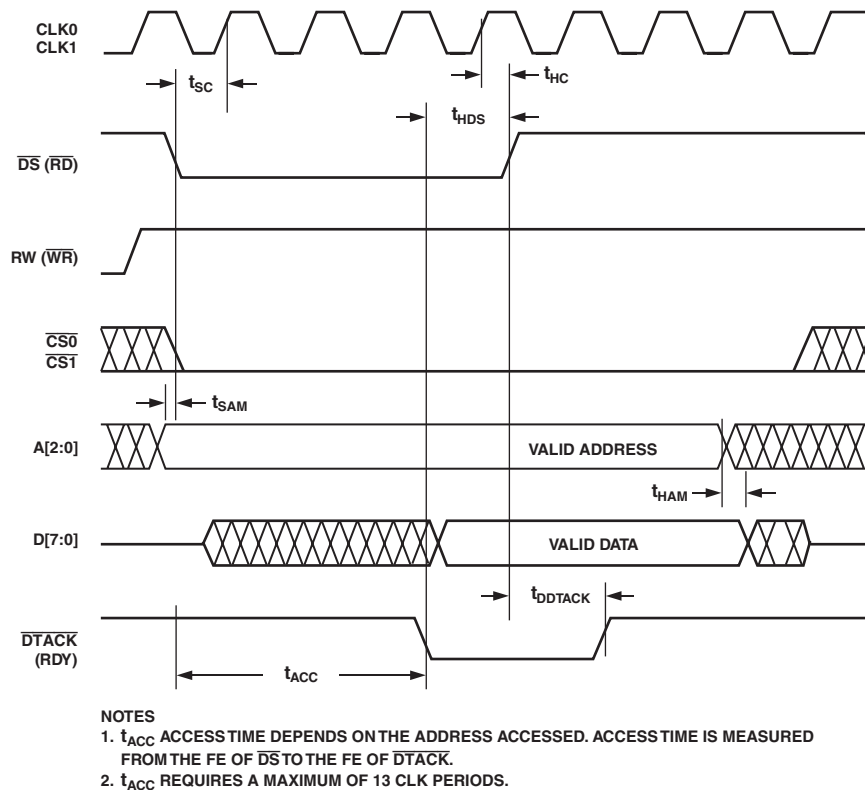 CLK0
CLK1
tSC
tHC
tHDS
DS (RD)
RW (WR)
CS0
CS1
tSAM
A[2:0]
VALID ADDRESS
tHAM
D[7:0]
VALID DATA
tDDTACK
DTACK
(RDY)
tACC
NOTES
1. tACC ACCESS TIME DEPENDS ON THE ADDRESS ACCESSED. ACCESS TIME IS MEASURED
FROM THE FE OF DS TO THE FE OF DTACK.
2. tACC REQUIRES A MAXIMUM OF 13 CLK PERIODS.